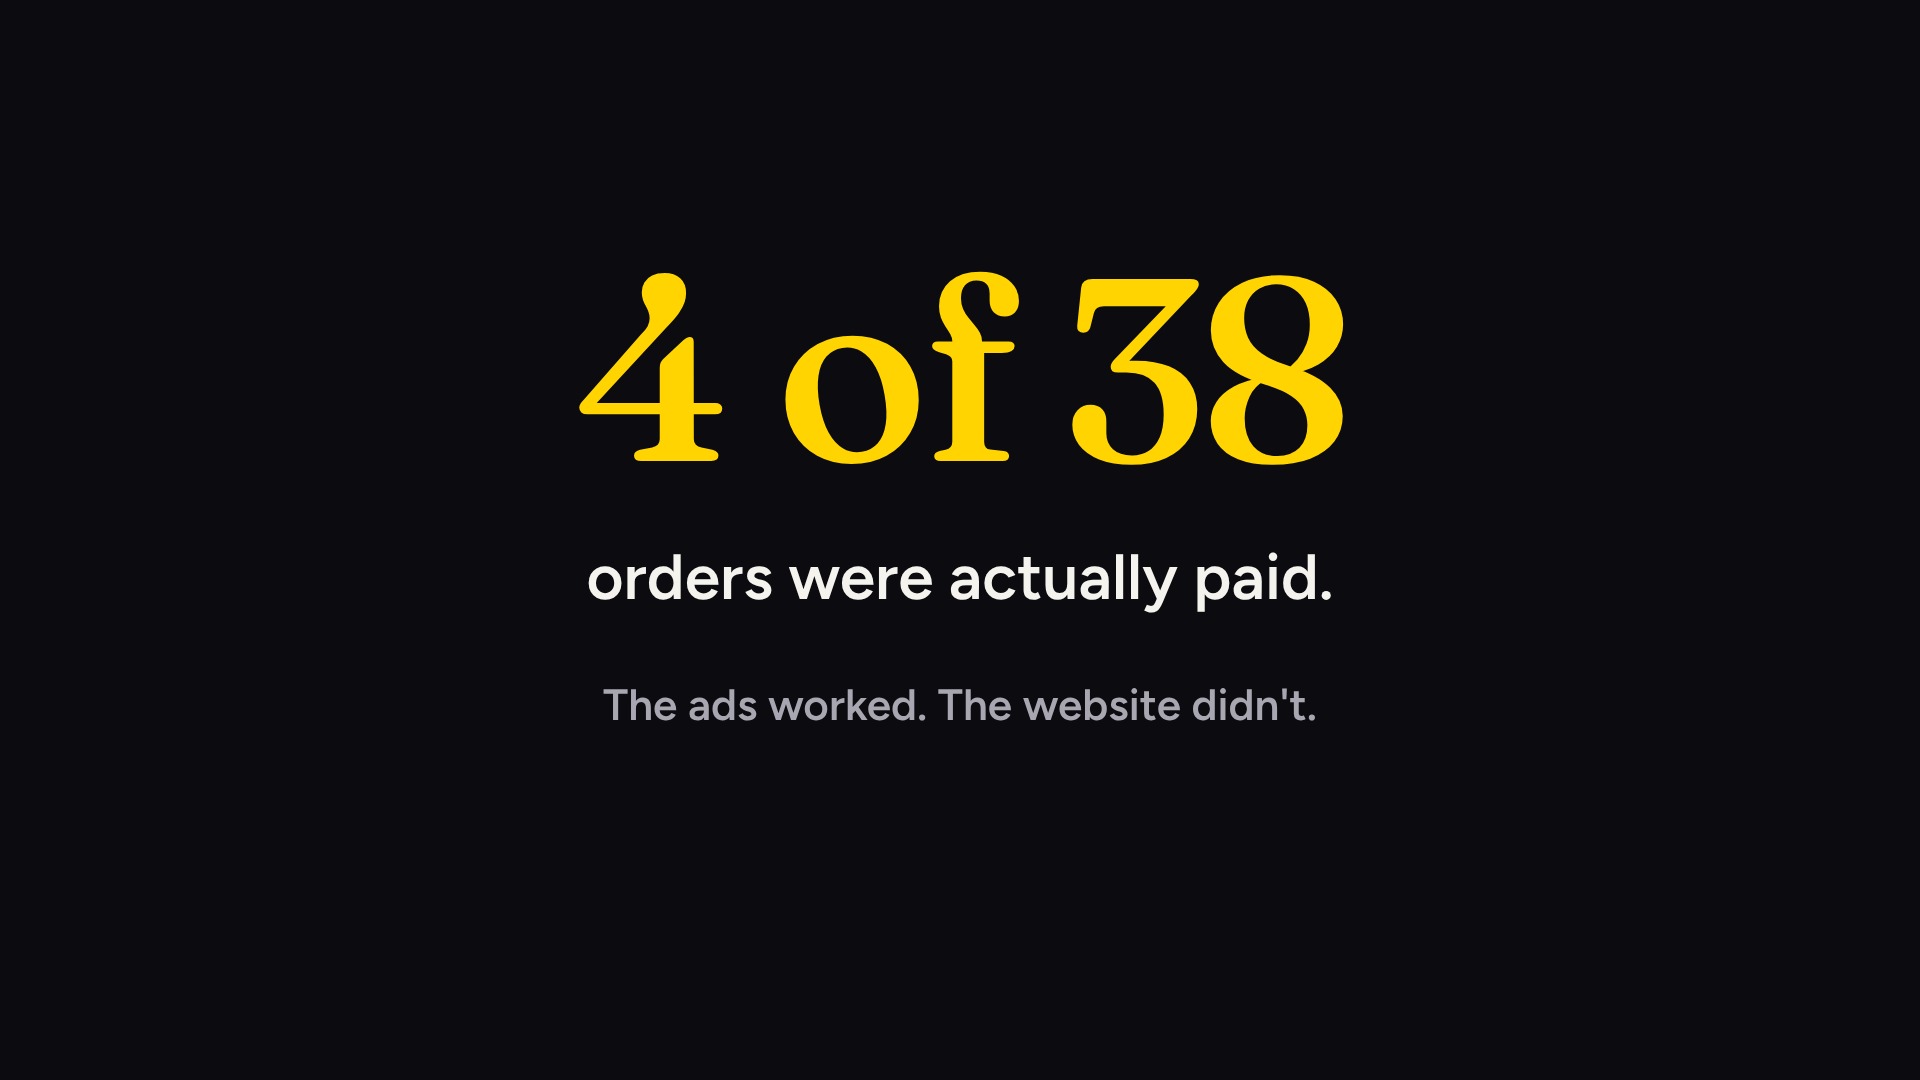 4 of 38
orders were actually paid.
The ads worked. The website didn't.